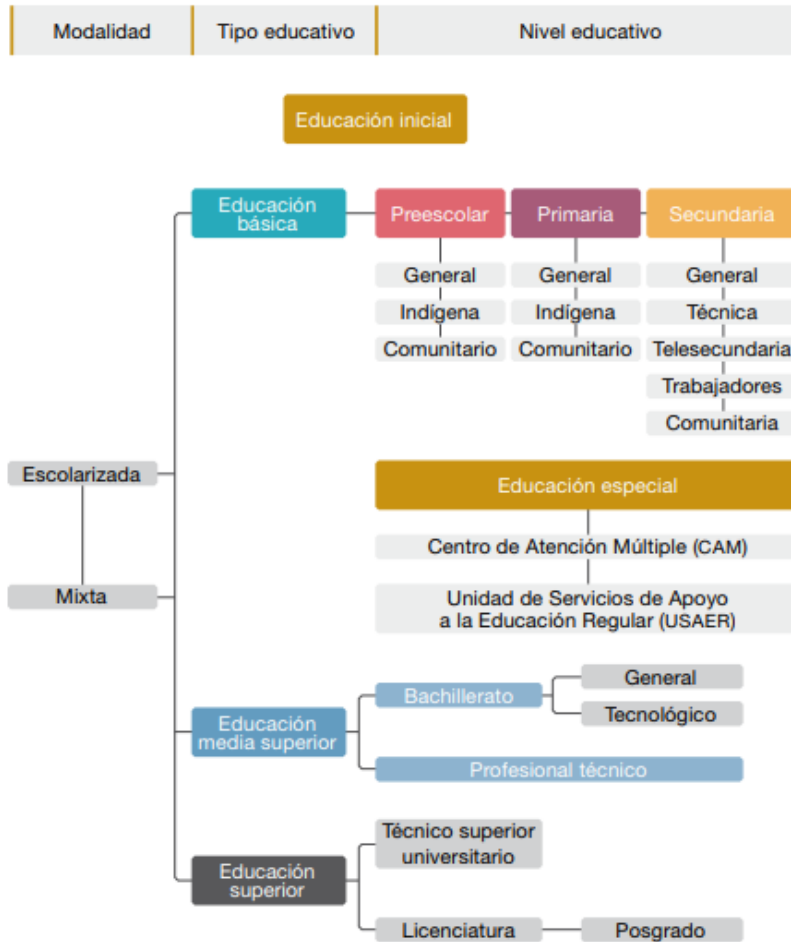 Modalidad
Tipo educativo
Nivel educativo
Educación inicial
Educación
básica
Preescolar
Primaria
Secundaria
General
General
General
Indígena
Indígena
Técnica
Comunitario
Comunitario
Telesecundaria
Trabajadores
Comunitaria
Escolarizada
Educación especial
Centro de Atención Múltiple (CAM)
Mixta
Unidad de Servicios de Apoyo
a la Educación Regular (USAER)
Educación
media superior
Bachillerato
General
Tecnológico
Profesional técnico
Educación
superior
Técnico superior
universitario
Licenciatura
Posgrado